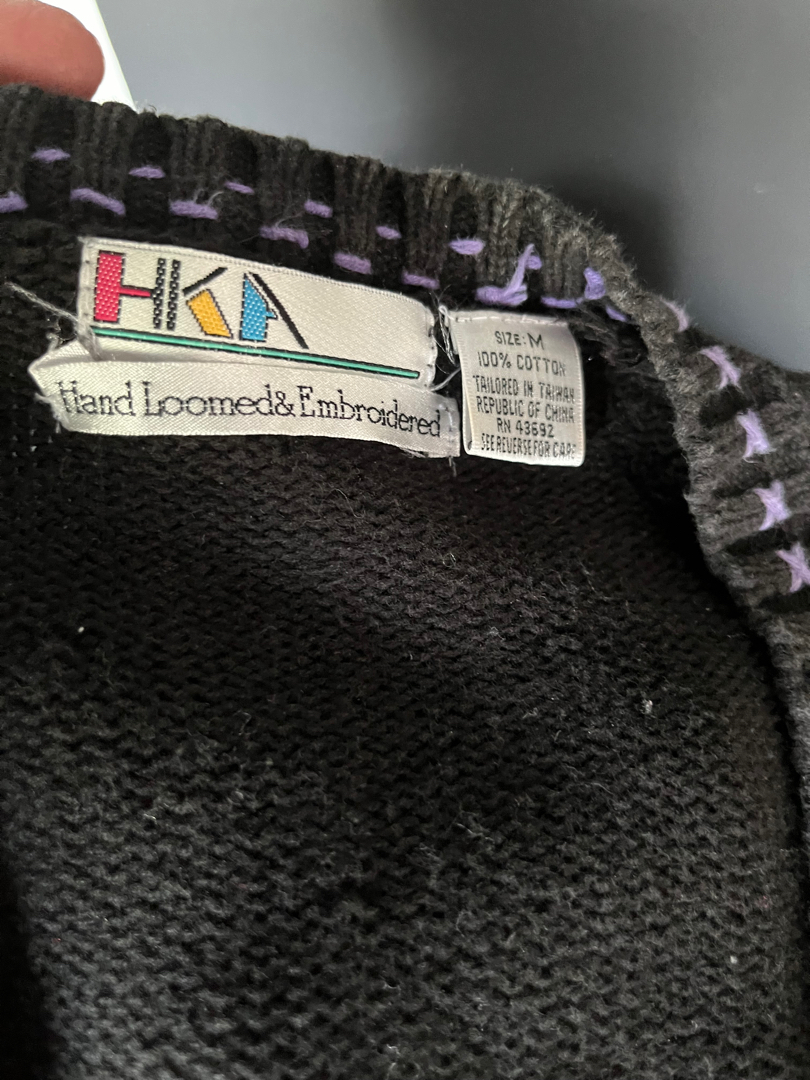 HKA
Hand Loomed & Embroidered
SIZE: M
100% COTTON
TAILORED IN TAIWAN
REPUBLIC OF CHINA
RN 43692
SEE REVERSE FOR CARE